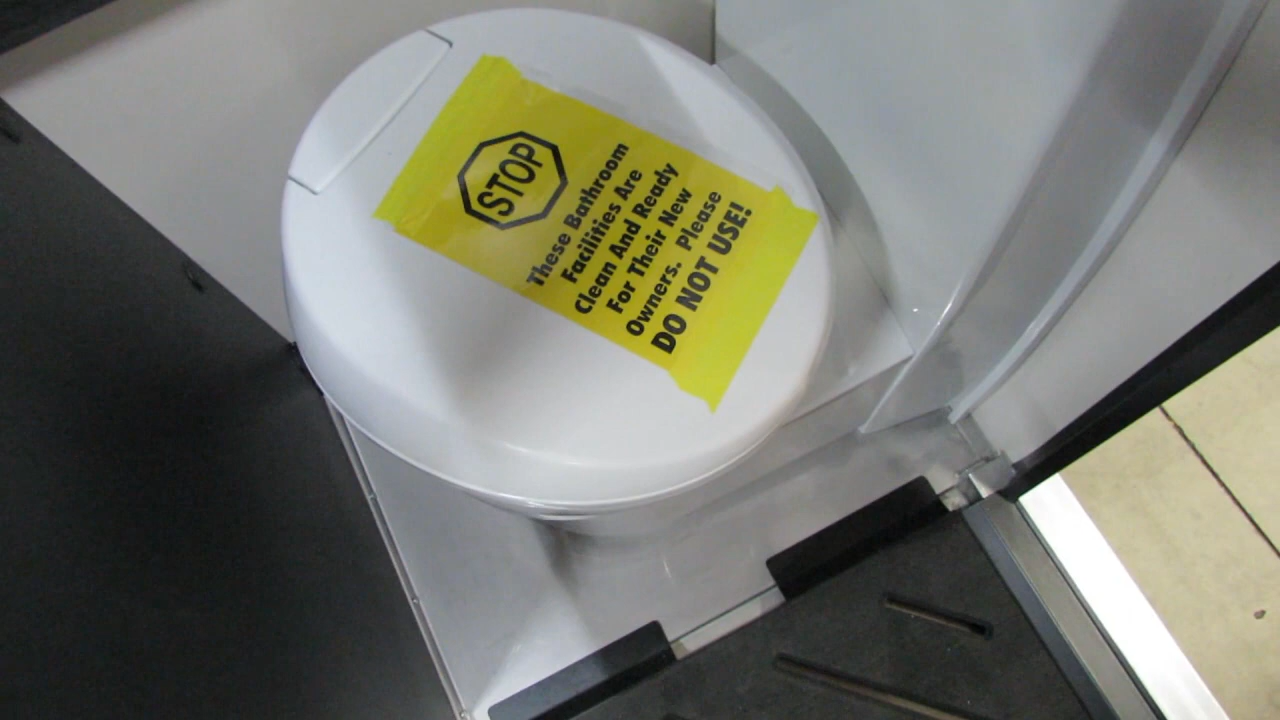 STOP
These Bathroom
Facilities Are
Clean And Ready
For Their New
Owners. Please
DO NOT USE!